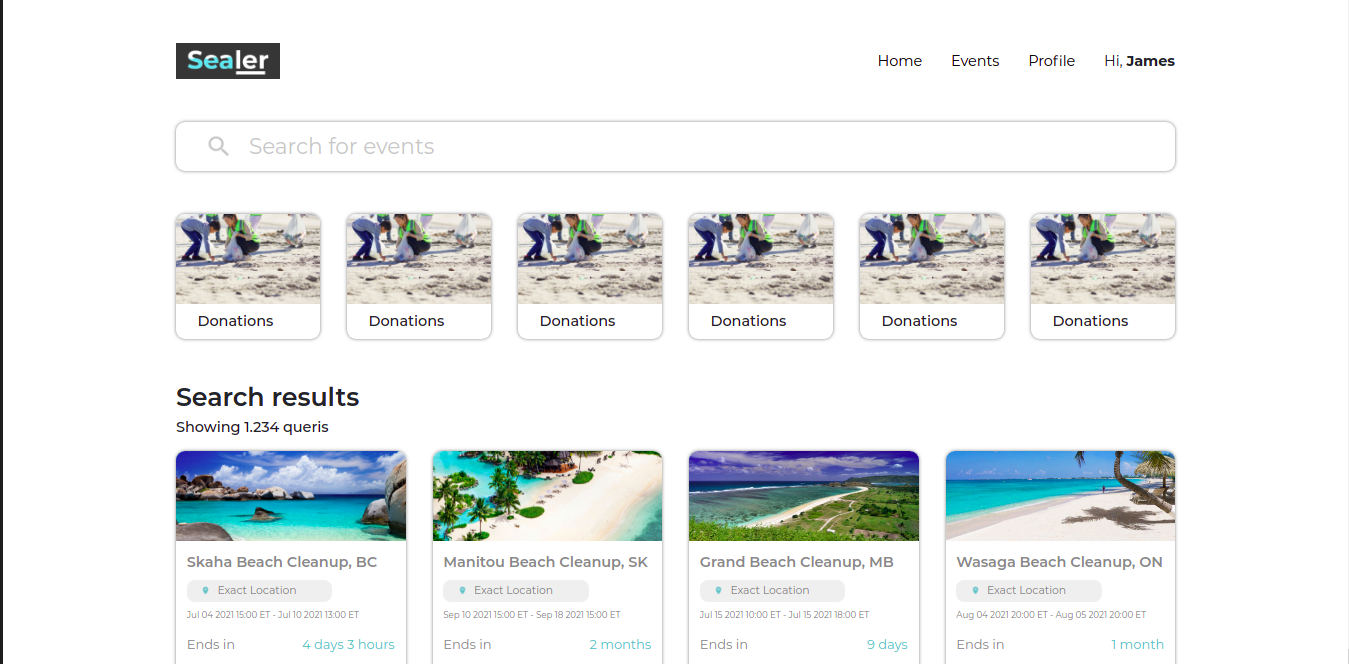 Sealer
Home Events Profile Hi, James
Search for events
Donations Donations Donations Donations Donations Donations
Search results
Showing 1.234 queris
Skaha Beach Cleanup, BC
Exact Location
Jul 04 2021 15:00 ET - Jul 10 2021 13:00 ET
Ends in 4 days 3 hours
Manitou Beach Cleanup, SK
Exact Location
Sep 10 2021 15:00 ET - Sep 18 2021 15:00 ET
Ends in 2 months
Grand Beach Cleanup, MB
Exact Location
Jul 15 2021 10:00 ET - Jul 15 2021 18:00 ET
Ends in 9 days
Wasaga Beach Cleanup, ON
Exact Location
Aug 04 2021 20:00 ET - Aug 05 2021 20:00 ET
Ends in 1 month